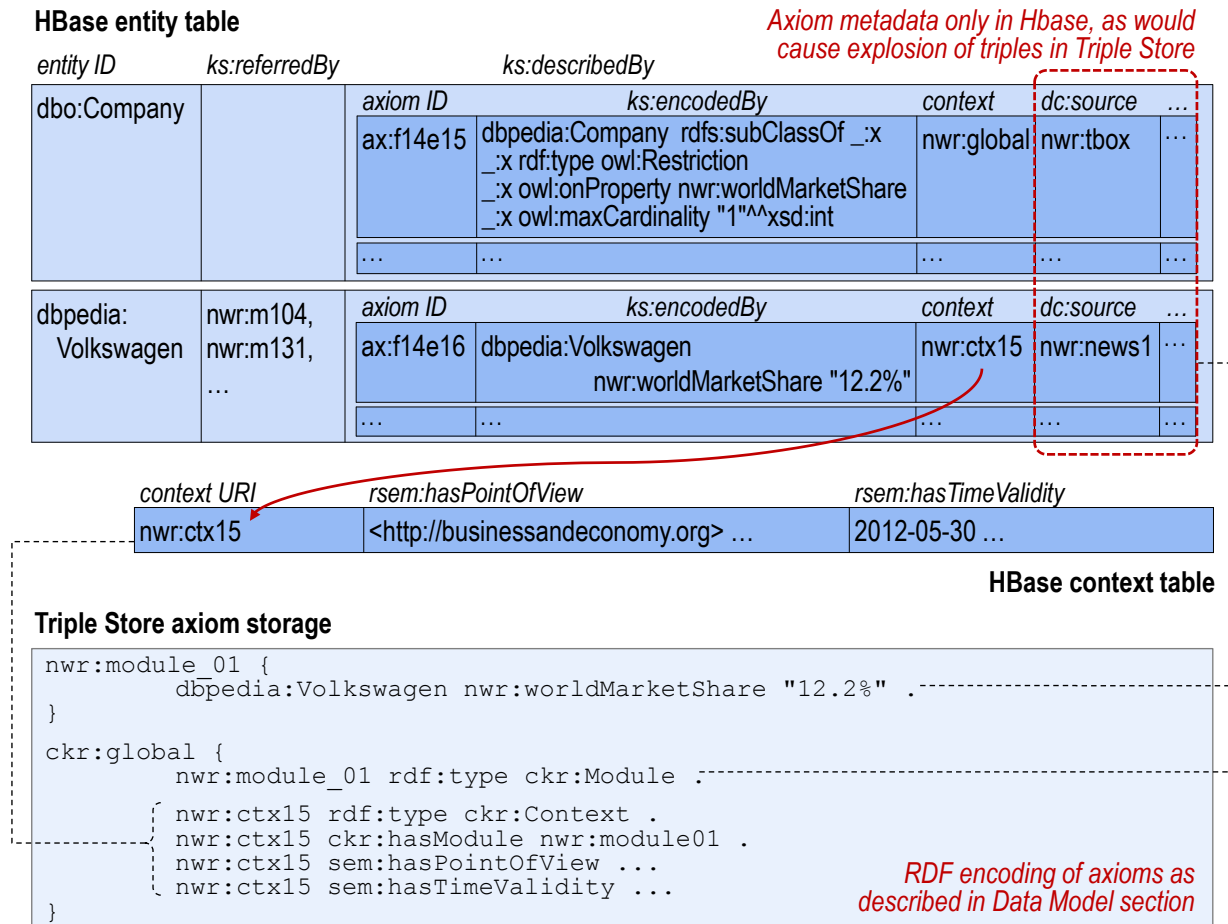 HBase entity table
Axiom metadata only in Hbase, as would
cause explosion of triples in Triple Store
entity ID ks:referredBy ks:describedBy
dbo:Company
axiom ID ks:encodedBy context dc:source …
ax:f14e15 dbpedia:Company rdfs:subClassOf _:x nwr:global nwr:tbox …
_:x rdf:type owl:Restriction
_:x owl:onProperty nwr:worldMarketShare
_:x owl:maxCardinality "1"^^xsd:int
… … … … …
dbpedia: nwr:m104,
Volkswagen nwr:m131,
…
axiom ID ks:encodedBy context dc:source …
ax:f14e16 dbpedia:Volkswagen nwr:ctx15 nwr:news1 …
nwr:worldMarketShare "12.2%"
… … … … …
context URI rsem:hasPointOfView rsem:hasTimeValidity
nwr:ctx15 <http://businessandeconomy.org> … 2012-05-30 …
HBase context table
Triple Store axiom storage
nwr:module_01 {
dbpedia:Volkswagen nwr:worldMarketShare "12.2%" .
}
ckr:global {
nwr:module_01 rdf:type ckr:Module .
nwr:ctx15 rdf:type ckr:Context .
nwr:ctx15 ckr:hasModule nwr:module01 .
nwr:ctx15 sem:hasPointOfView ...
nwr:ctx15 sem:hasTimeValidity ...
}
RDF encoding of axioms as
described in Data Model section